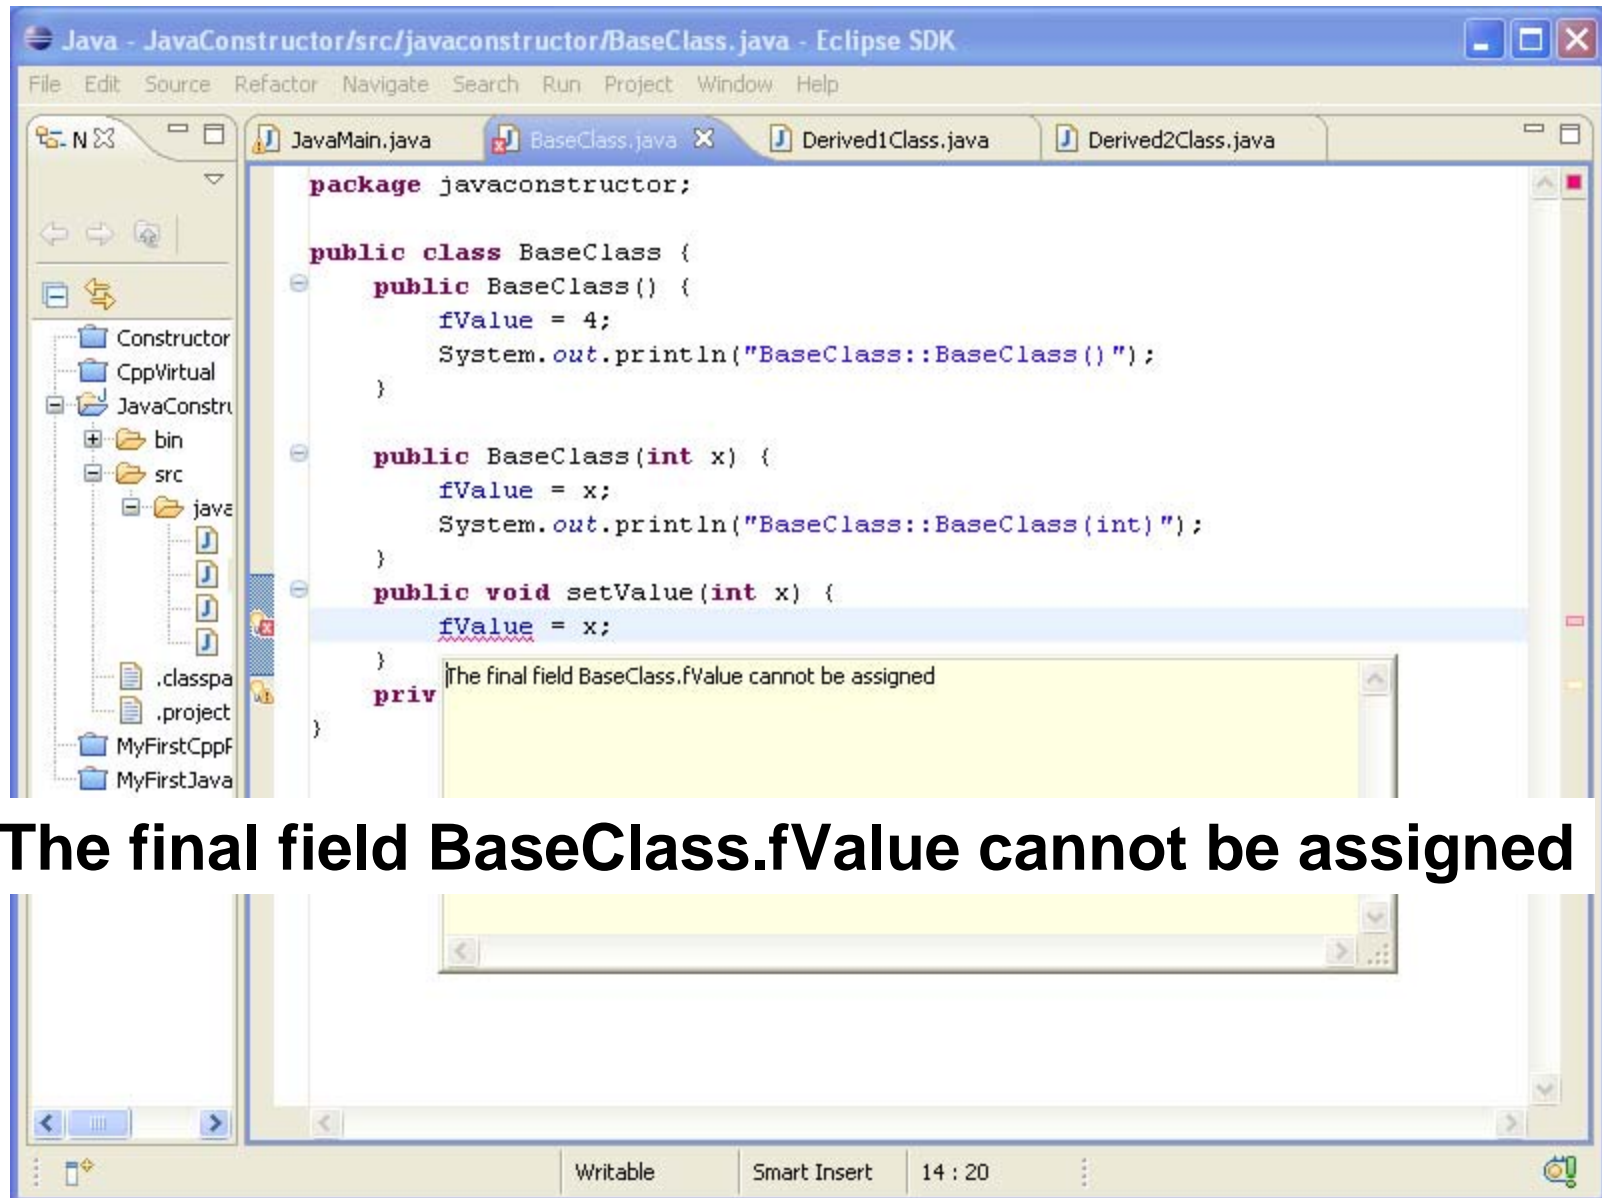 Java - JavaConstructor/src/javaconstructor/BaseClass.java - Eclipse SDK
File Edit Source Refactor Navigate Search Run Project Window Help
N
JavaMain.java BaseClass.java Derived1Class.java Derived2Class.java
Constructor
CppVirtual
JavaConstru
bin
src
java
.classpa
.project
MyFirstCppP
MyFirstJava
package javaconstructor;
public class BaseClass {
public BaseClass() {
fValue = 4;
System.out.println("BaseClass::BaseClass()");
}
public BaseClass(int x) {
fValue = x;
System.out.println("BaseClass::BaseClass(int)");
}
public void setValue(int x) {
fValue = x;
}
priv
}
The final field BaseClass.fValue cannot be assigned
The final field BaseClass.fValue cannot be assigned
Writable Smart Insert 14 : 20